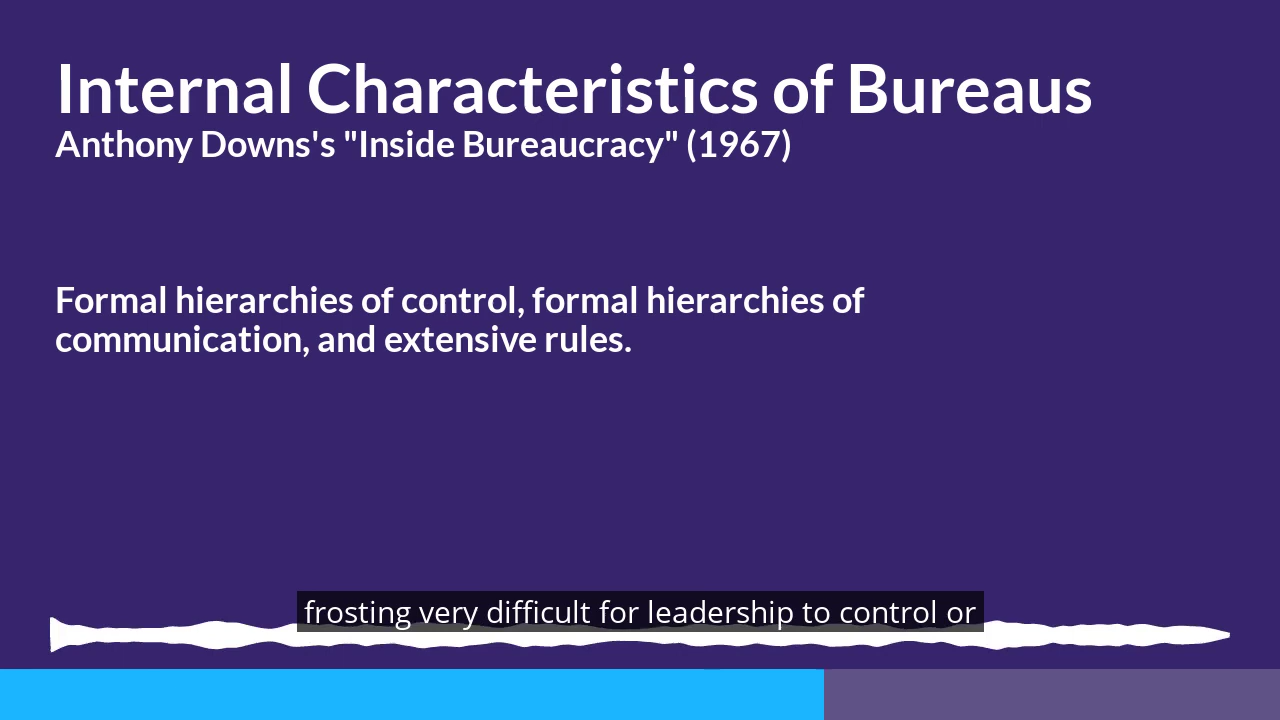 Internal Characteristics of Bureaus
Anthony Downs's "Inside Bureaucracy" (1967)
Formal hierarchies of control, formal hierarchies of
communication, and extensive rules.
frosting very difficult for leadership to control or